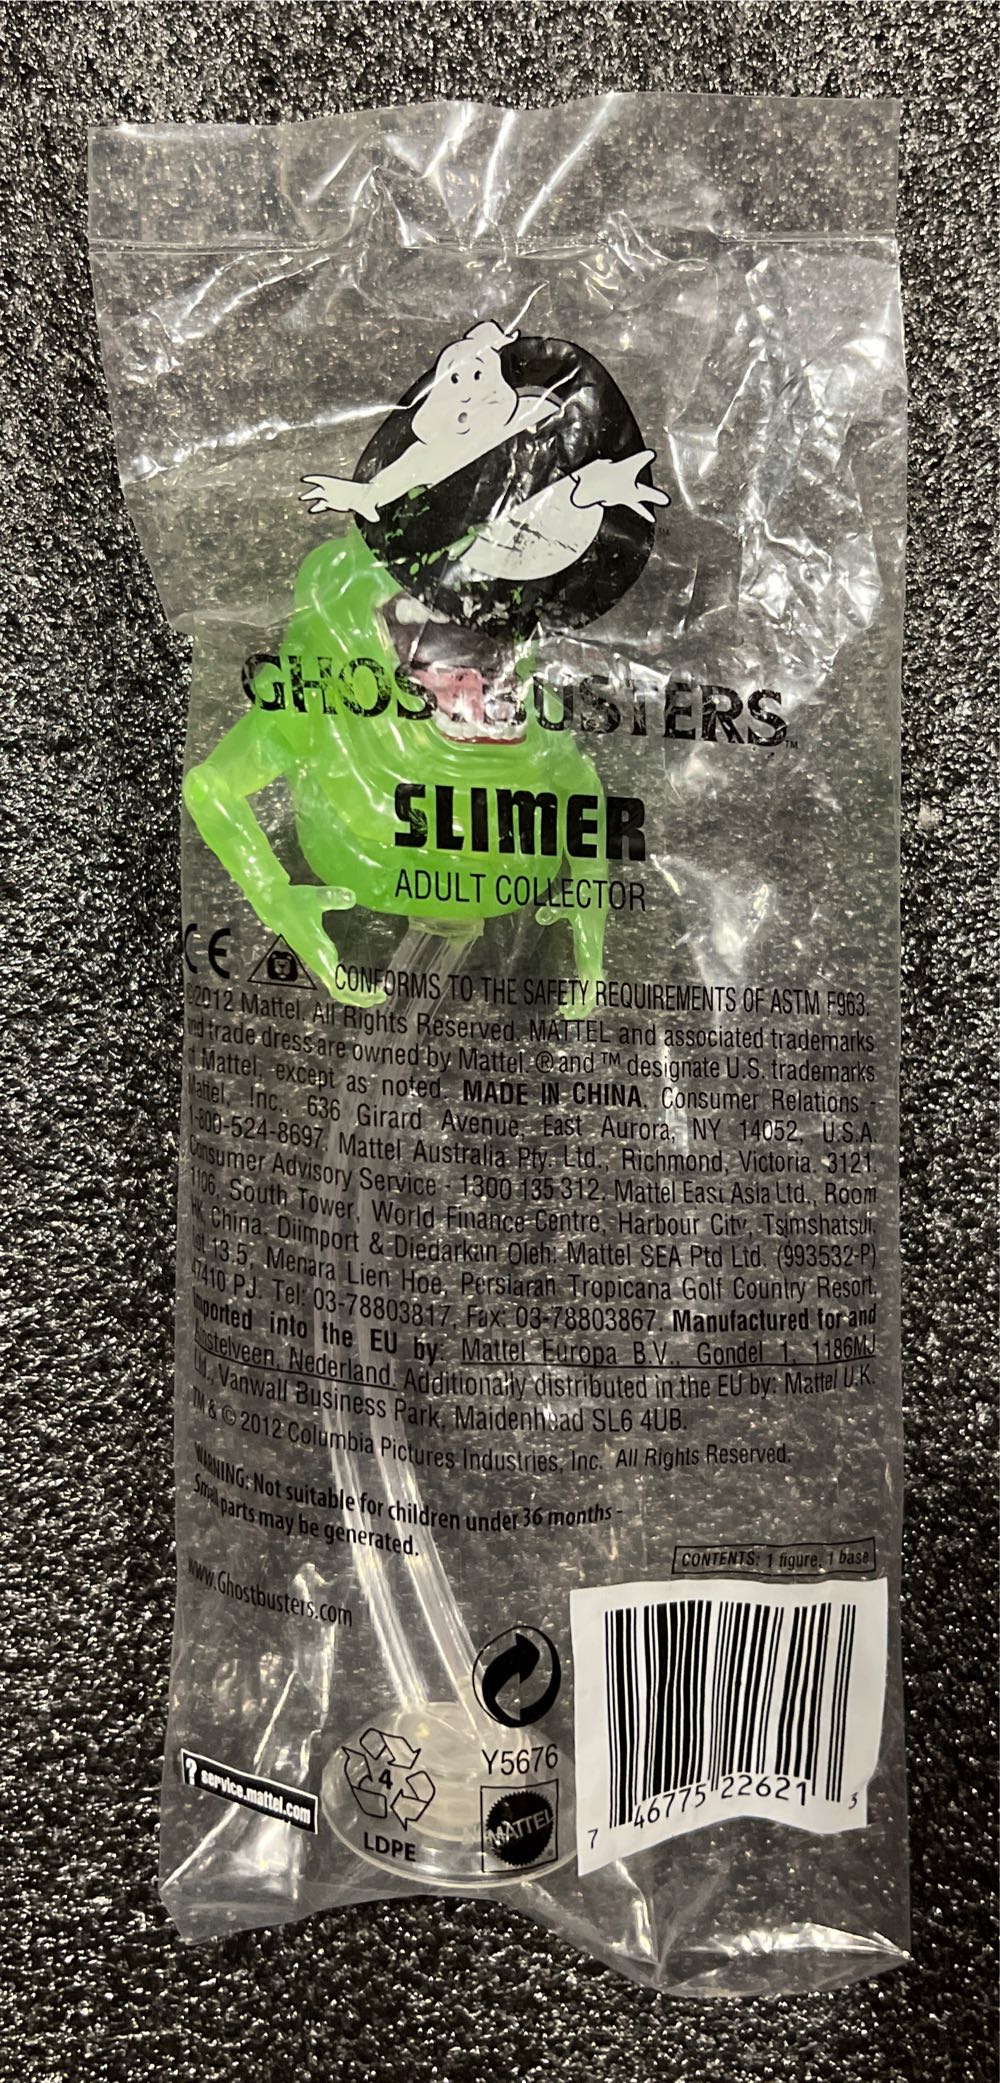 GHOSTBUSTERS™
SLIMER
ADULT COLLECTOR
CE CONFORMS TO THE SAFETY REQUIREMENTS OF ASTM F963.
©2012 Mattel. All Rights Reserved. MATTEL and associated trademarks
and trade dress are owned by Mattel. ® and ™ designate U.S. trademarks
of Mattel, except as noted. MADE IN CHINA. Consumer Relations -
Mattel, Inc., 636 Girard Avenue, East Aurora, NY 14052, U.S.A.
1-800-524-8697. Mattel Australia Pty. Ltd., Richmond, Victoria. 3121.
Consumer Advisory Service - 1300 135 312. Mattel East Asia Ltd., Room
1106, South Tower, World Finance Centre, Harbour City, Tsimshatsui,
HK, China. Diimport & Diedarkan Oleh: Mattel SEA Ptd Ltd. (993532-P)
Lot 13.5, Menara Lien Hoe, Persiaran Tropicana Golf Country Resort,
47410 PJ. Tel: 03-78803817, Fax: 03-78803867. Manufactured for and
imported into the EU by: Mattel Europa B.V., Gondel 1, 1186MJ
Amstelveen, Nederland. Additionally distributed in the EU by: Mattel U.K.
Ltd., Vanwall Business Park, Maidenhead SL6 4UB.
TM & © 2012 Columbia Pictures Industries, Inc. All Rights Reserved.
WARNING: Not suitable for children under 36 months -
Small parts may be generated.
CONTENTS: 1 figure, 1 base
www.Ghostbusters.com
? service.mattel.com
4
LDPE
Y5676
MATTEL
7 46775 22621 3